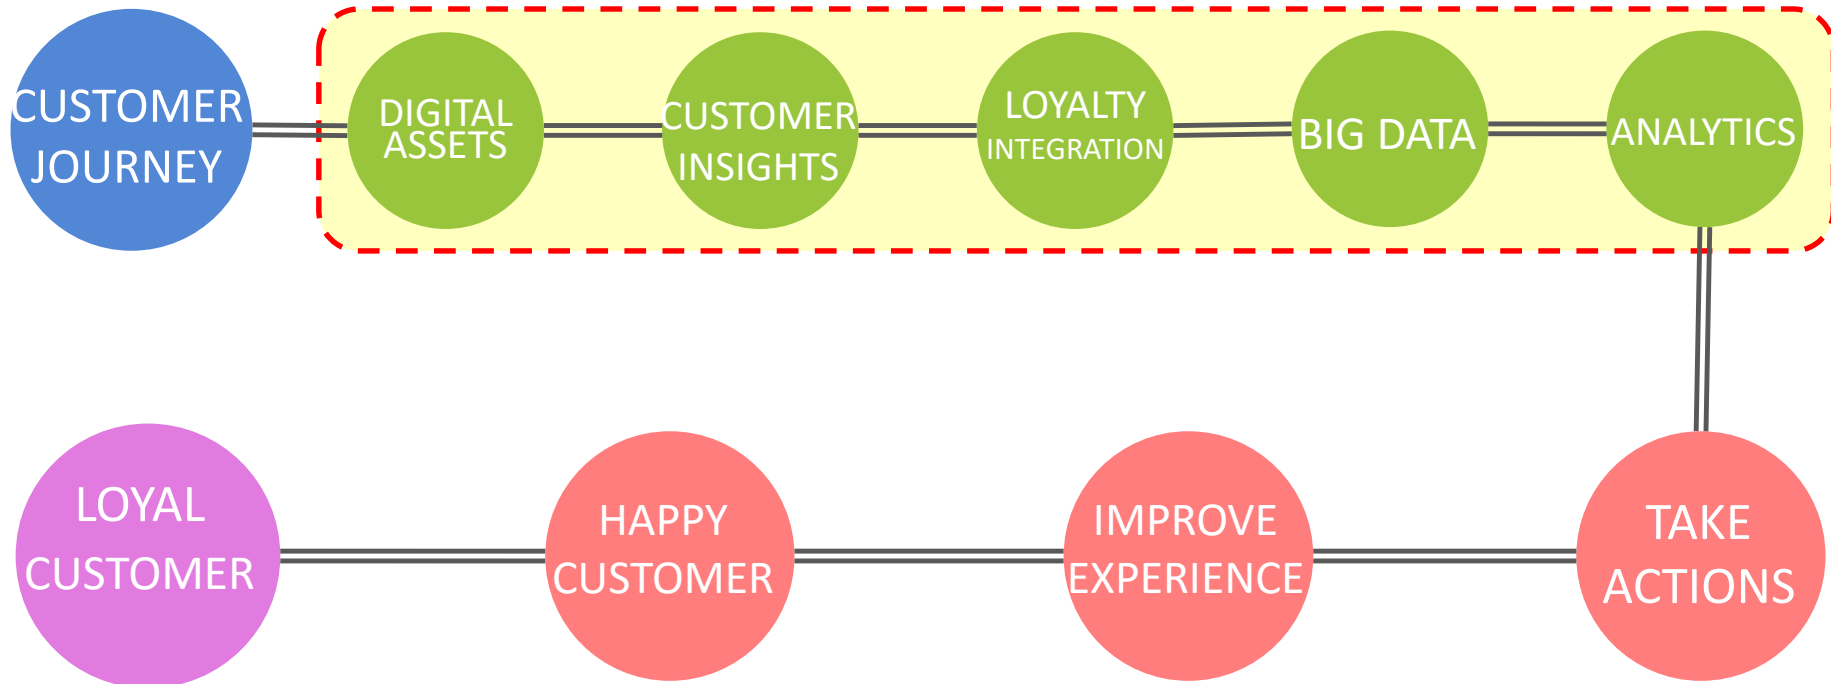 CUSTOMER
JOURNEY
DIGITAL
ASSETS
CUSTOMER
INSIGHTS
LOYALTY
INTEGRATION
BIG DATA
ANALYTICS
LOYAL
CUSTOMER
HAPPY
CUSTOMER
IMPROVE
EXPERIENCE
TAKE
ACTIONS